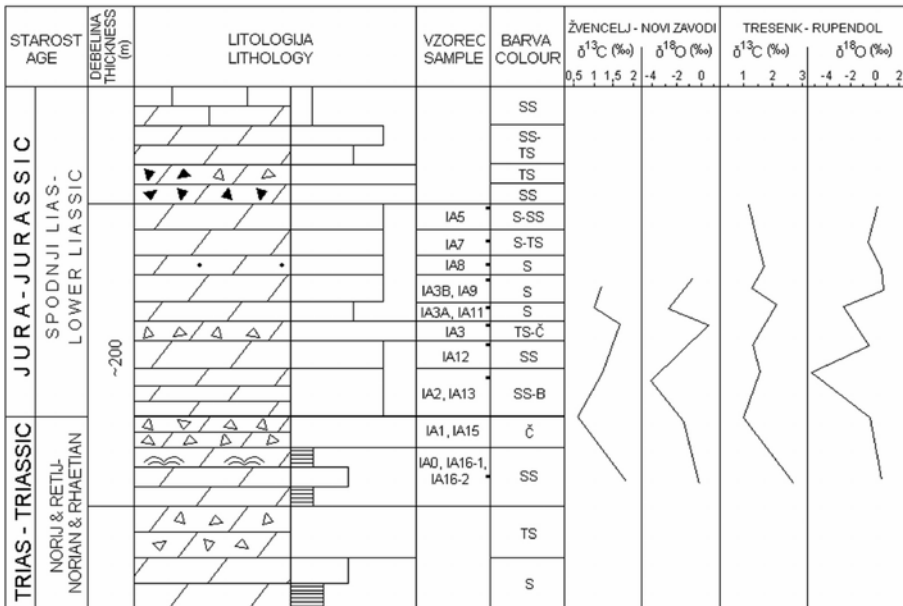 STAROST
AGE
DEBELINA
THICKNESS
(m)
LITOLOGIJA
LITHOLOGY
VZOREC
SAMPLE
BARVA
COLOUR
ŽVENCELJ - NOVI ZAVODI
δ13C (‰) δ18O (‰)
0,5 1 1,5 2 -4 -2 0
TRESENK - RUPENDOL
δ13C (‰) δ18O (‰)
1 2 3 -4 -2 0 2
JURA - JURASSIC
SPODNJI LIAS-
LOWER LIASSIC
TRIAS - TRIASSIC
NORIJ & RETIJ-
NORIAN & RHAETIAN
~200
SS
SS-
TS
TS
SS
IA5 S-SS
IA7 S-TS
IA8 S
IA3B, IA9 S
IA3A, IA11 S
IA3 TS-Č
IA12 SS
IA2, IA13 SS-B
IA1, IA15 Č
IA0, IA16-1,
IA16-2 SS
TS
S